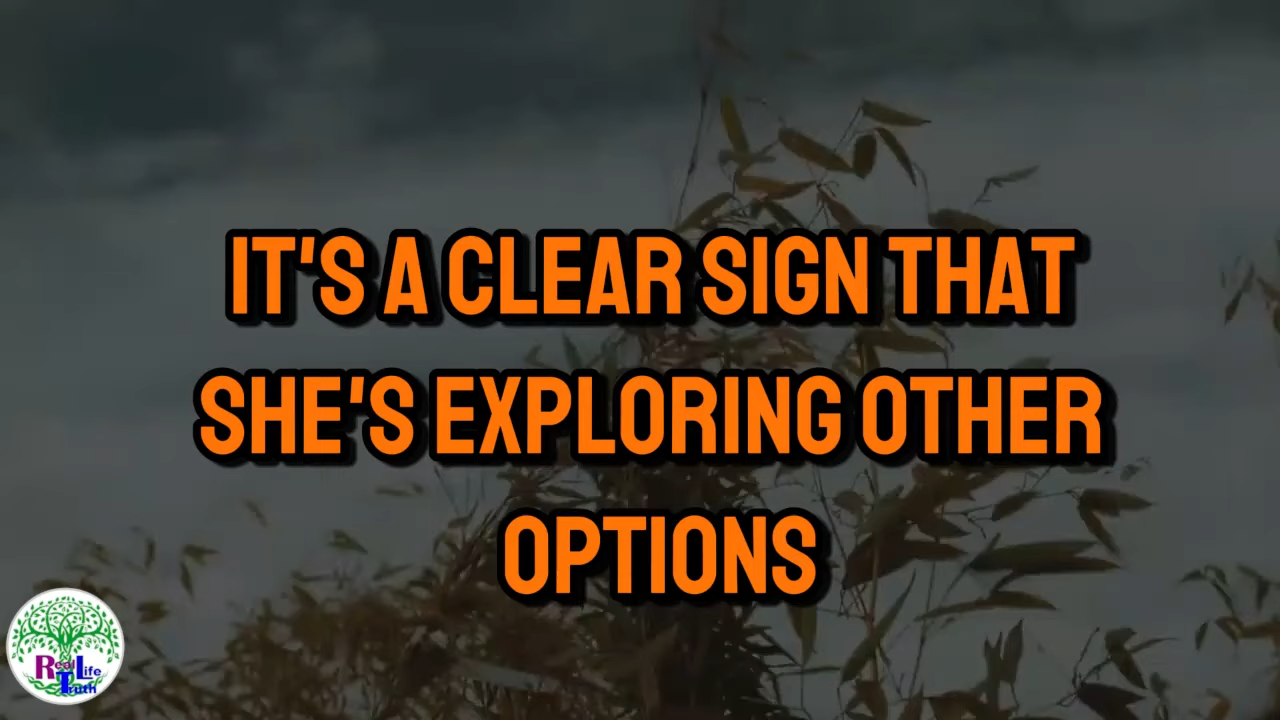 IT'S A CLEAR SIGN THAT
SHE'S EXPLORING OTHER
OPTIONS
Real Life
Truth